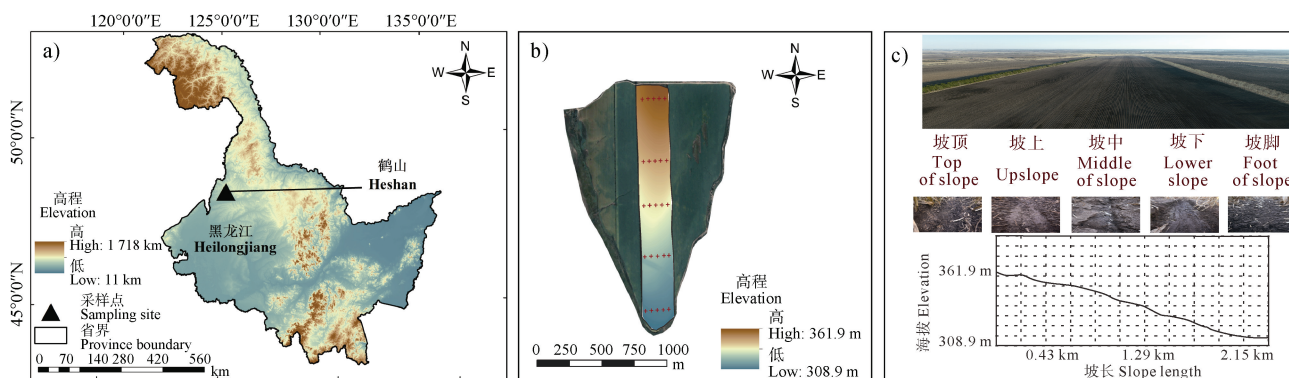 120°0′0″E 125°0′0″E 130°0′0″E 135°0′0″E
a)
N
W E
S
50°0′0″N
45°0′0″N
鹤山
Heshan
高程
Elevation
高
High: 1 718 km
低
Low: 11 km
黑龙江
Heilongjiang
采样点
Sampling site
省界
Province boundary
0 70 140 280 420 560
km
b)
N
W E
S
高程
Elevation
高
High: 361.9 m
低
Low: 308.9 m
0 250 500 750 1000
m
c)
坡顶 坡上 坡中 坡下 坡脚
Top of slope Upslope Middle of slope Lower slope Foot of slope
海拔 Elevation
361.9 m
308.9 m
0.43 km 1.29 km 2.15 km
坡长 Slope length